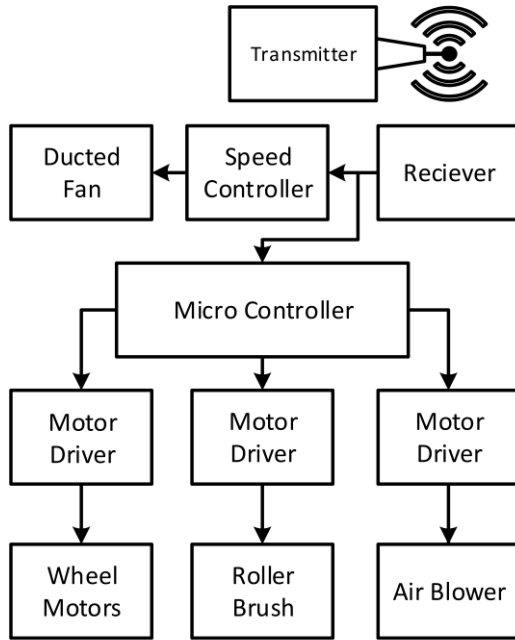 Transmitter
Ducted
Fan
Speed
Controller
Reciever
Micro Controller
Motor
Driver
Motor
Driver
Motor
Driver
Wheel
Motors
Roller
Brush
Air Blower